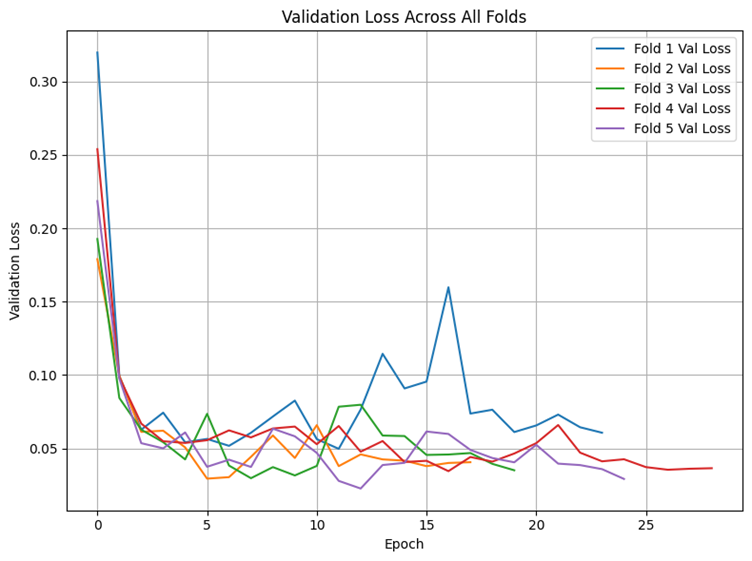 Validation Loss Across All Folds
Fold 1 Val Loss
Fold 2 Val Loss
Fold 3 Val Loss
Fold 4 Val Loss
Fold 5 Val Loss
Validation Loss
0.30
0.25
0.20
0.15
0.10
0.05
0 5 10 15 20 25
Epoch